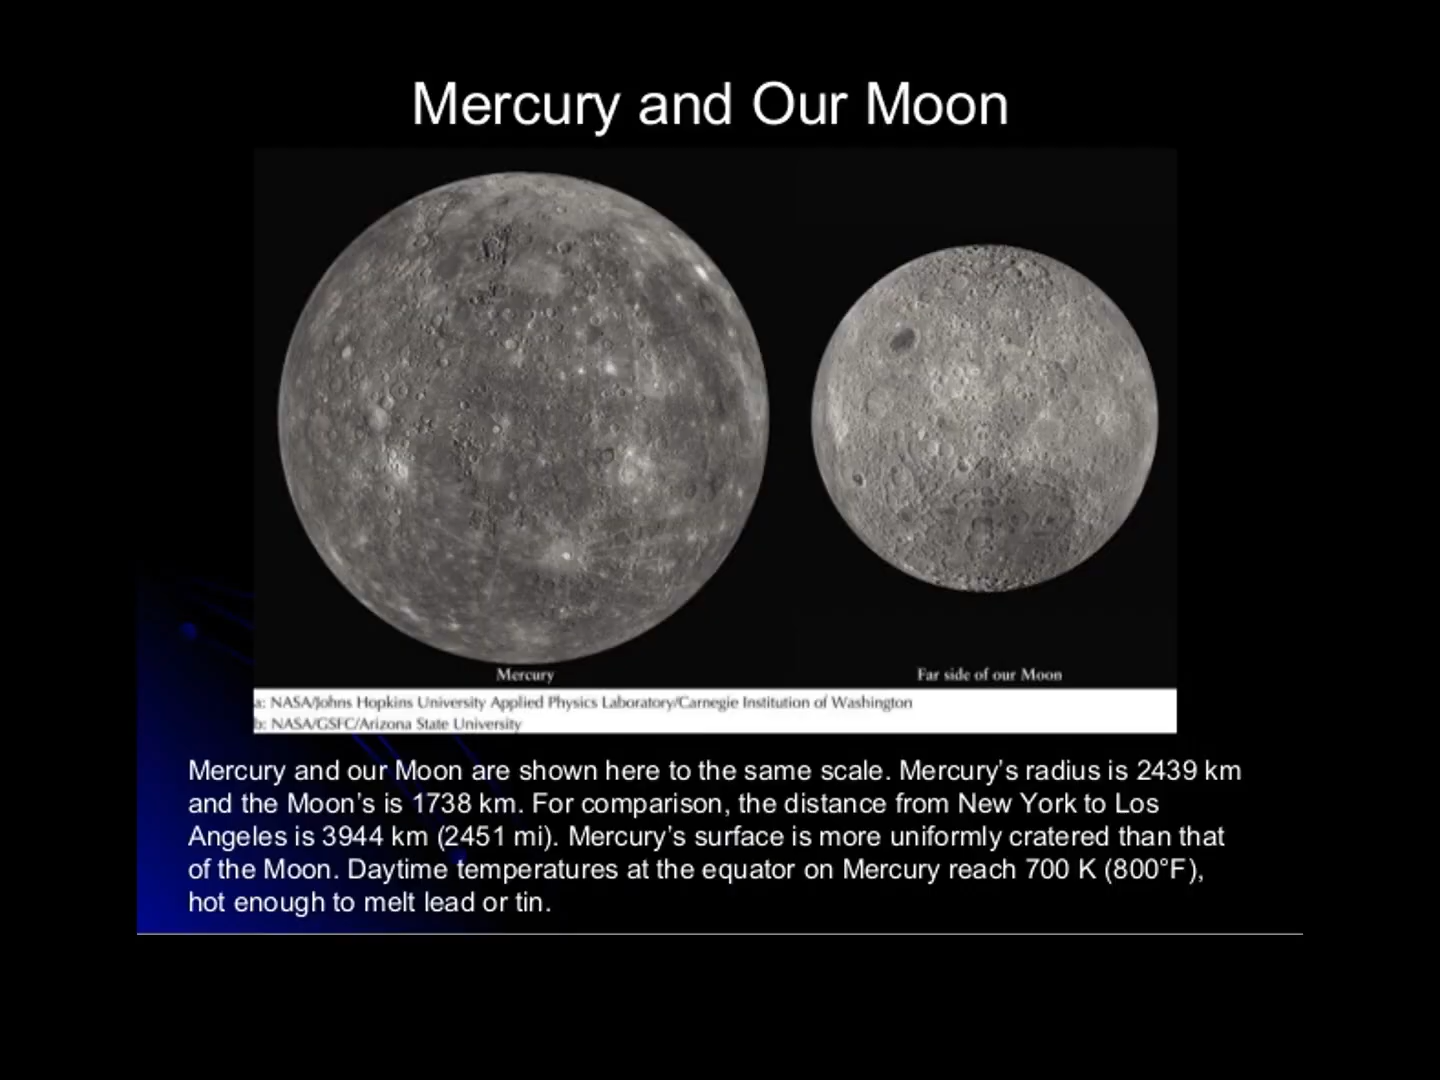 Mercury and Our Moon
Mercury
Far side of our Moon
a: NASA/Johns Hopkins University Applied Physics Laboratory/Carnegie Institution of Washington
b: NASA/GSFC/Arizona State University
Mercury and our Moon are shown here to the same scale. Mercury’s radius is 2439 km
and the Moon’s is 1738 km. For comparison, the distance from New York to Los
Angeles is 3944 km (2451 mi). Mercury’s surface is more uniformly cratered than that
of the Moon. Daytime temperatures at the equator on Mercury reach 700 K (800°F),
hot enough to melt lead or tin.